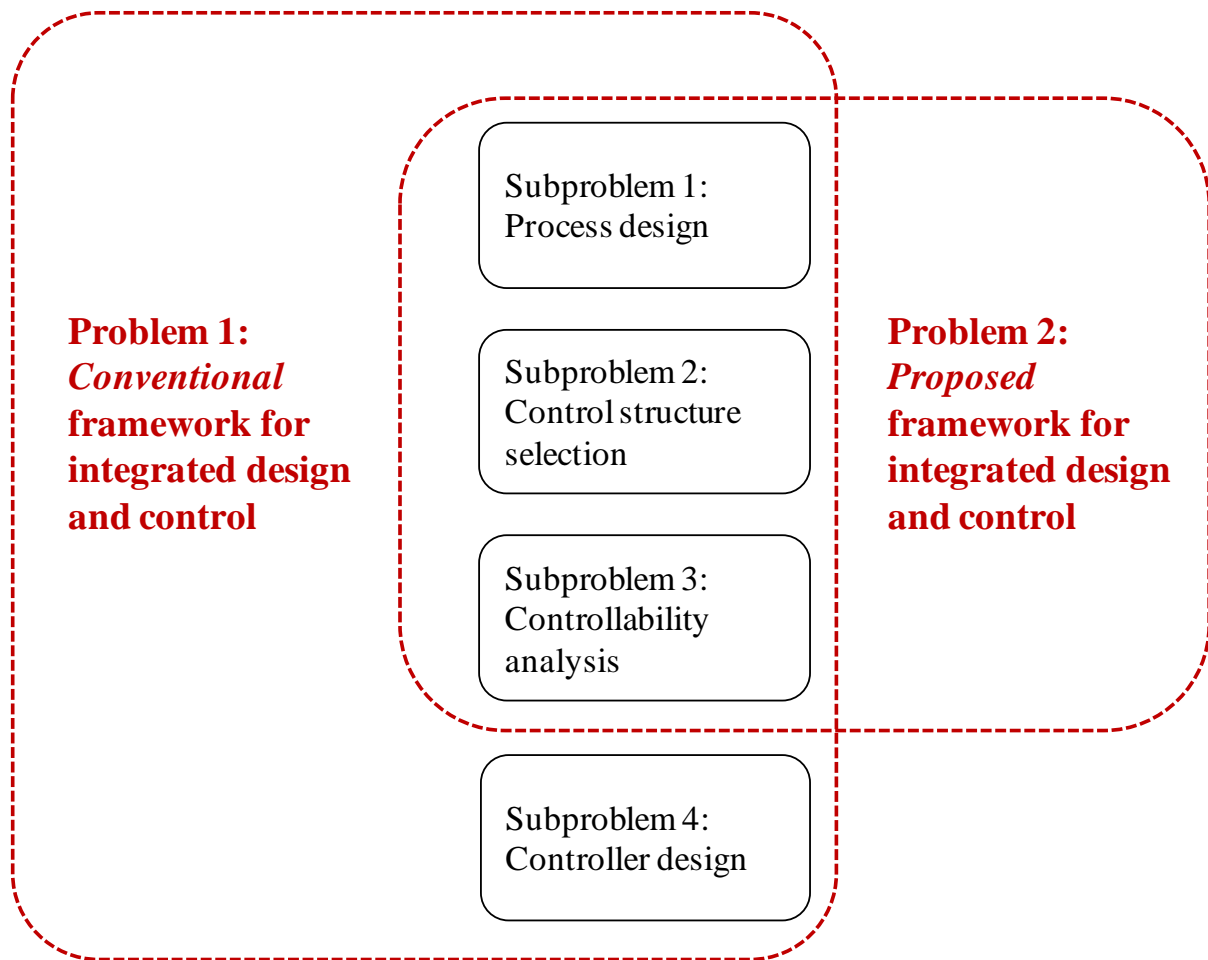 Subproblem 1:
Process design
Problem 1:
Conventional
framework for
integrated design
and control
Subproblem 2:
Control structure
selection
Problem 2:
Proposed
framework for
integrated design
and control
Subproblem 3:
Controllability
analysis
Subproblem 4:
Controller design